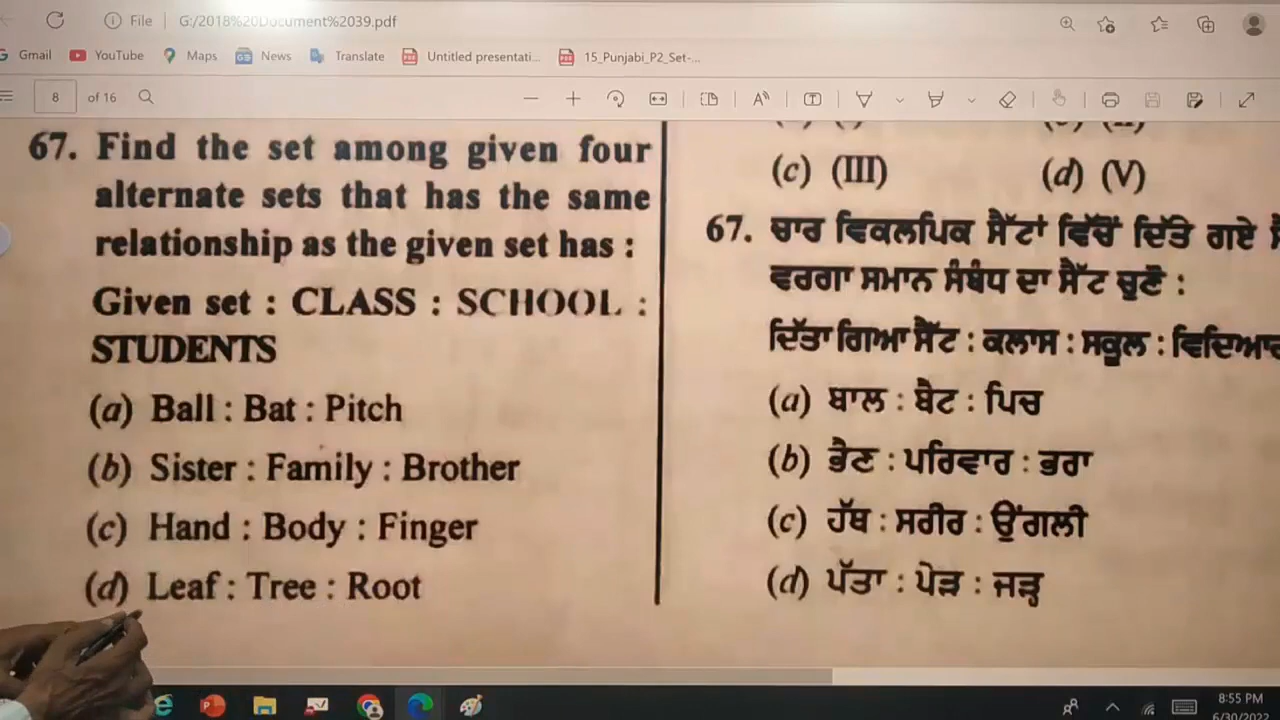 File
G:/2018%20Document%2039.pdf
Gmail
YouTube
Maps
News
Translate
Untitled presentati...
15_Punjabi_P2_Set-...
8 of 16
67. Find the set among given four
alternate sets that has the same
relationship as the given set has :
Given set : CLASS : SCHOOL :
STUDENTS
(a) Ball : Bat : Pitch
(b) Sister : Family : Brother
(c) Hand : Body : Finger
(d) Leaf : Tree : Root
(c) (III) (d) (V)
67. ਚਾਰ ਵਿਕਲਪਿਕ ਸੈੱਟਾਂ ਵਿੱਚੋਂ ਦਿੱਤੇ ਗਏ
ਵਰਗਾ ਸਮਾਨ ਸੰਬੰਧ ਦਾ ਸੈੱਟ ਚੁਣੋ :
ਦਿੱਤਾ ਗਿਆ ਸੈੱਟ : ਕਲਾਸ : ਸਕੂਲ :
(a) ਬਾਲ : ਬੈਟ : ਪਿਚ
(b) ਭੈਣ : ਪਰਿਵਾਰ : ਭਰਾ
(c) ਹੱਥ : ਸਰੀਰ : ਉਂਗਲੀ
(d) ਪੱਤਾ : ਪੇੜ : ਜੜ੍ਹ
8:55 PM
6/30/2022